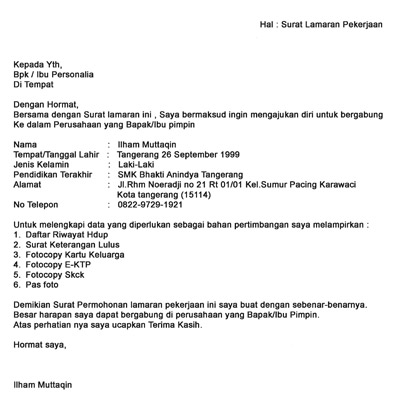 Hal : Surat Lamaran Pekerjaan
Kepada Yth,
Bpk / Ibu Personalia
Di Tempat
Dengan Hormat,
Bersama dengan Surat lamaran ini , Saya bermaksud ingin mengajukan diri untuk bergabung
Ke dalam Perusahaan yang Bapak/Ibu pimpin
Nama : Ilham Muttaqin
Tempat/Tanggal Lahir : Tangerang 26 September 1999
Jenis Kelamin : Laki-Laki
Pendidikan Terakhir : SMK Bhakti Anindya Tangerang
Alamat : Jl.Rhm Noeradji no 21 Rt 01/01 Kel.Sumur Pacing Karawaci
Kota tangerang (15114)
No Telepon : 0822-9729-1921
Untuk melengkapi data yang diperlukan sebagai bahan pertimbangan saya melampirkan :
1. Daftar Riwayat Hdup
2. Surat Keterangan Lulus
3. Fotocopy Kartu Keluarga
4. Fotocopy E-KTP
5. Fotocopy Skck
6. Pas foto
Demikian Surat Permohonan lamaran pekerjaan ini saya buat dengan sebenar-benarnya.
Besar harapan saya dapat bergabung di perusahaan yang Bapak/Ibu Pimpin.
Atas perhatian nya saya ucapkan Terima Kasih.
Hormat saya,
Ilham Muttaqin